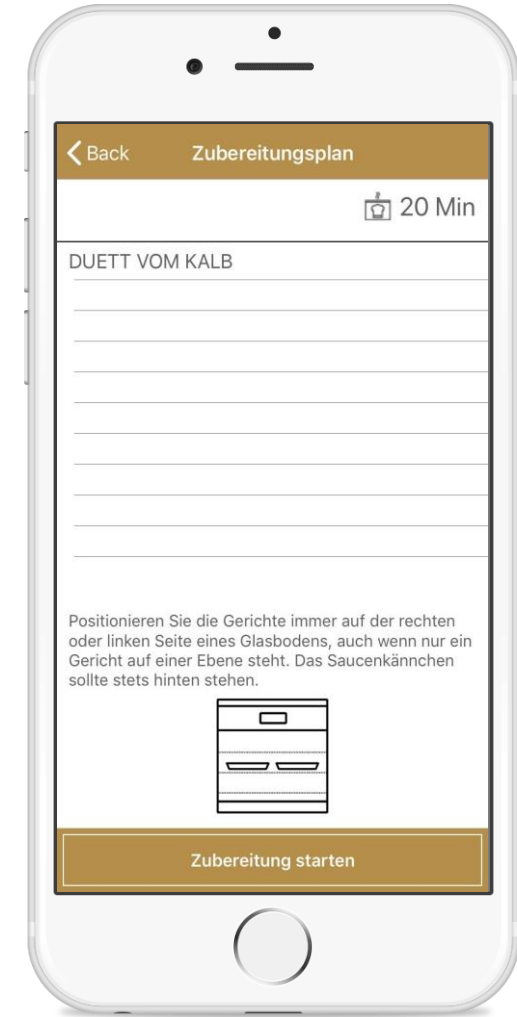 Back Zubereitungsplan
20 Min
DUETT VOM KALB
Positionieren Sie die Gerichte immer auf der rechten
oder linken Seite eines Glasbodens, auch wenn nur ein
Gericht auf einer Ebene steht. Das Saucenkännchen
sollte stets hinten stehen.
Zubereitung starten